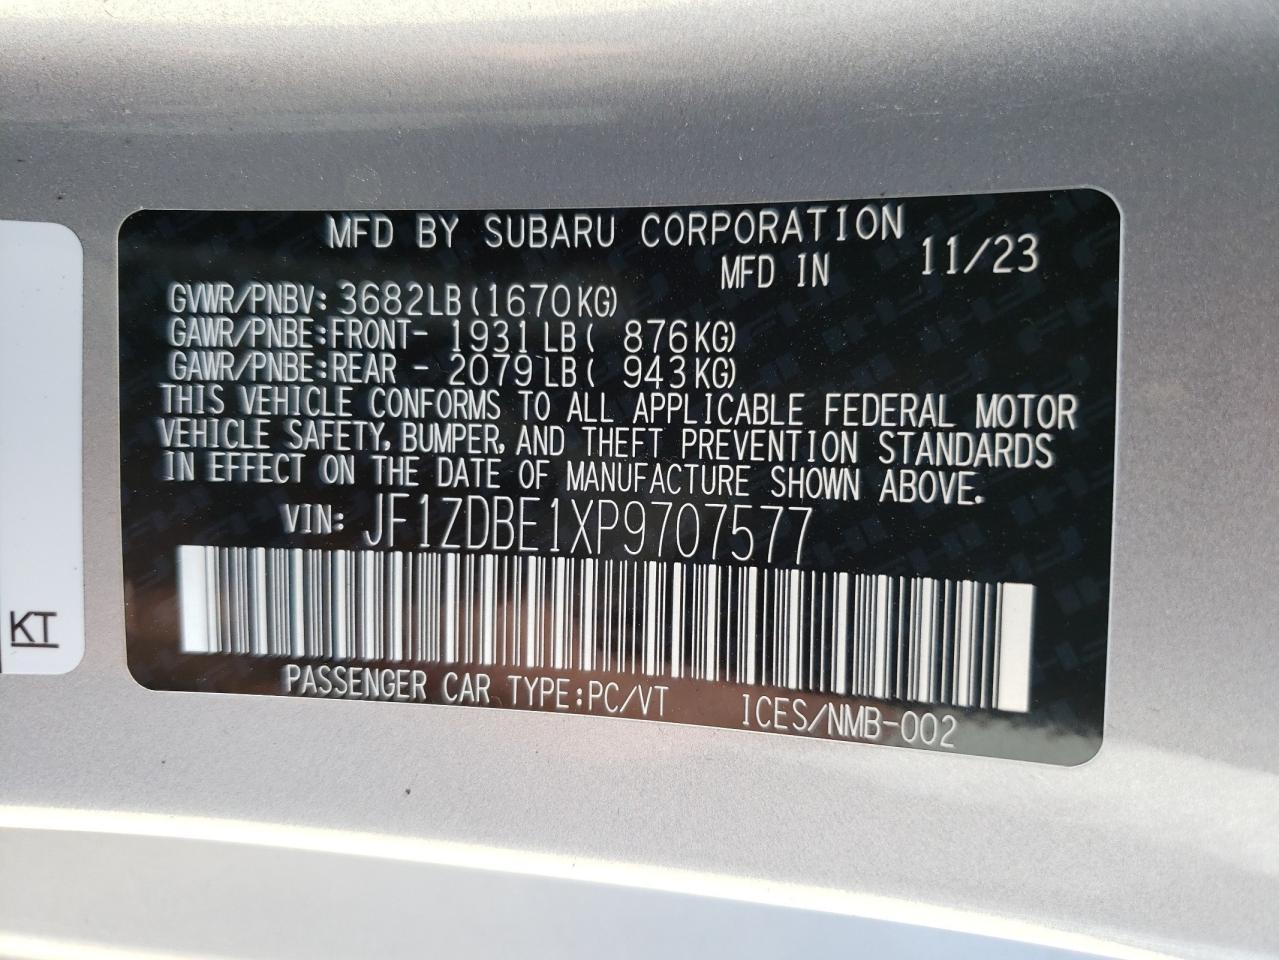 MFD BY SUBARU CORPORATION
MFD IN 11/23
GVWR/PNBV: 3682LB(1670KG)
GAWR/PNBE:FRONT- 1931LB( 876KG)
GAWR/PNBE:REAR - 2079LB( 943KG)
THIS VEHICLE CONFORMS TO ALL APPLICABLE FEDERAL MOTOR
VEHICLE SAFETY, BUMPER, AND THEFT PREVENTION STANDARDS
IN EFFECT ON THE DATE OF MANUFACTURE SHOWN ABOVE.
VIN: JF1ZDBE1XP9707577
PASSENGER CAR TYPE:PC/VT ICES/NMB-002
KT